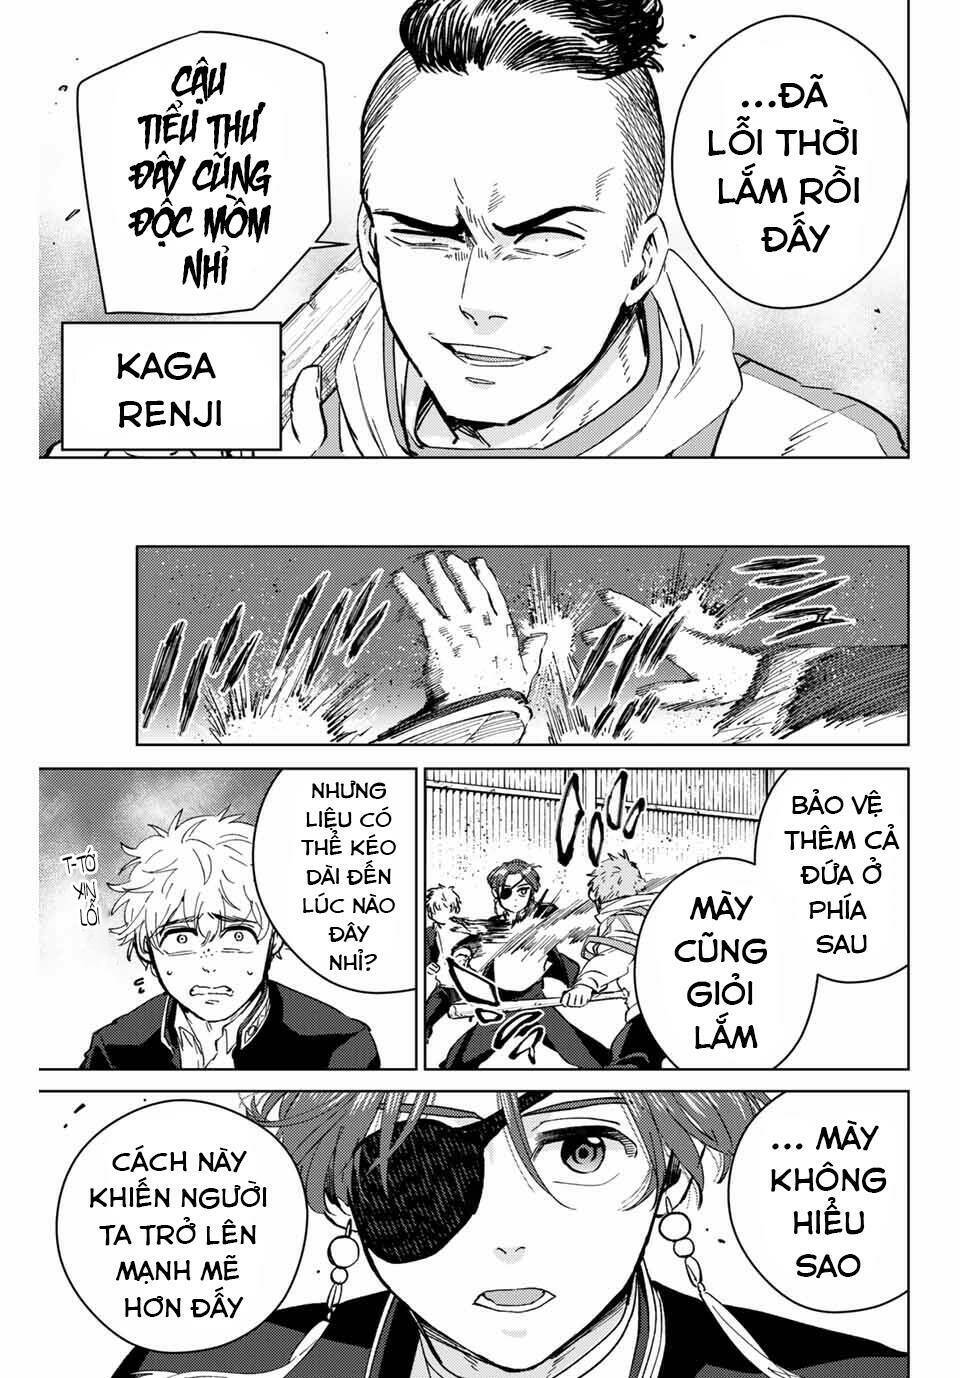 ...ĐÃ
LỖI THỜI
LẮM RỒI
ĐẤY
CẬU
TIỂU THƯ
ĐÂY CŨNG
ĐỘC MỒM
NHỈ
KAGA
RENJI
BẢO VỆ
THÊM CẢ
ĐỨA Ở
PHÍA
SAU
MÀY
CŨNG
GIỎI
LẮM
NHƯNG
LIỆU CÓ
THỂ KÉO
DÀI ĐẾN
LÚC NÀO
ĐÂY
NHỈ?
T-TỚ
XIN
LỖI
... MÀY
KHÔNG
HIỂU
SAO
CÁCH NÀY
KHIẾN NGƯỜI
TA TRỞ LÊN
MẠNH MẼ
HƠN ĐẤY